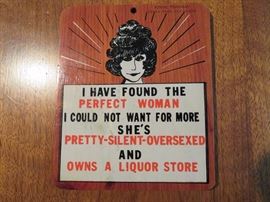 I HAVE FOUND THE
PERFECT WOMAN
I COULD NOT WANT FOR MORE
SHE'S
PRETTY-SILENT-OVERSEXED
AND
OWNS A LIQUOR STORE